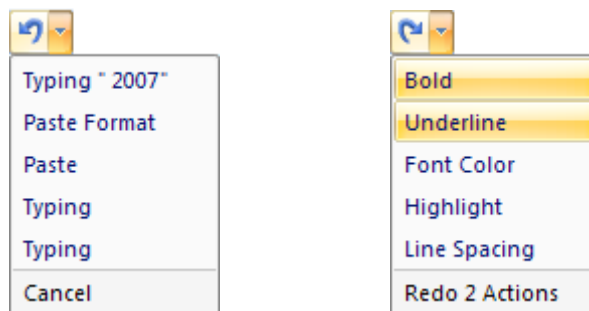 Typing " 2007"
Paste Format
Paste
Typing
Typing
Cancel
Bold
Underline
Font Color
Highlight
Line Spacing
Redo 2 Actions